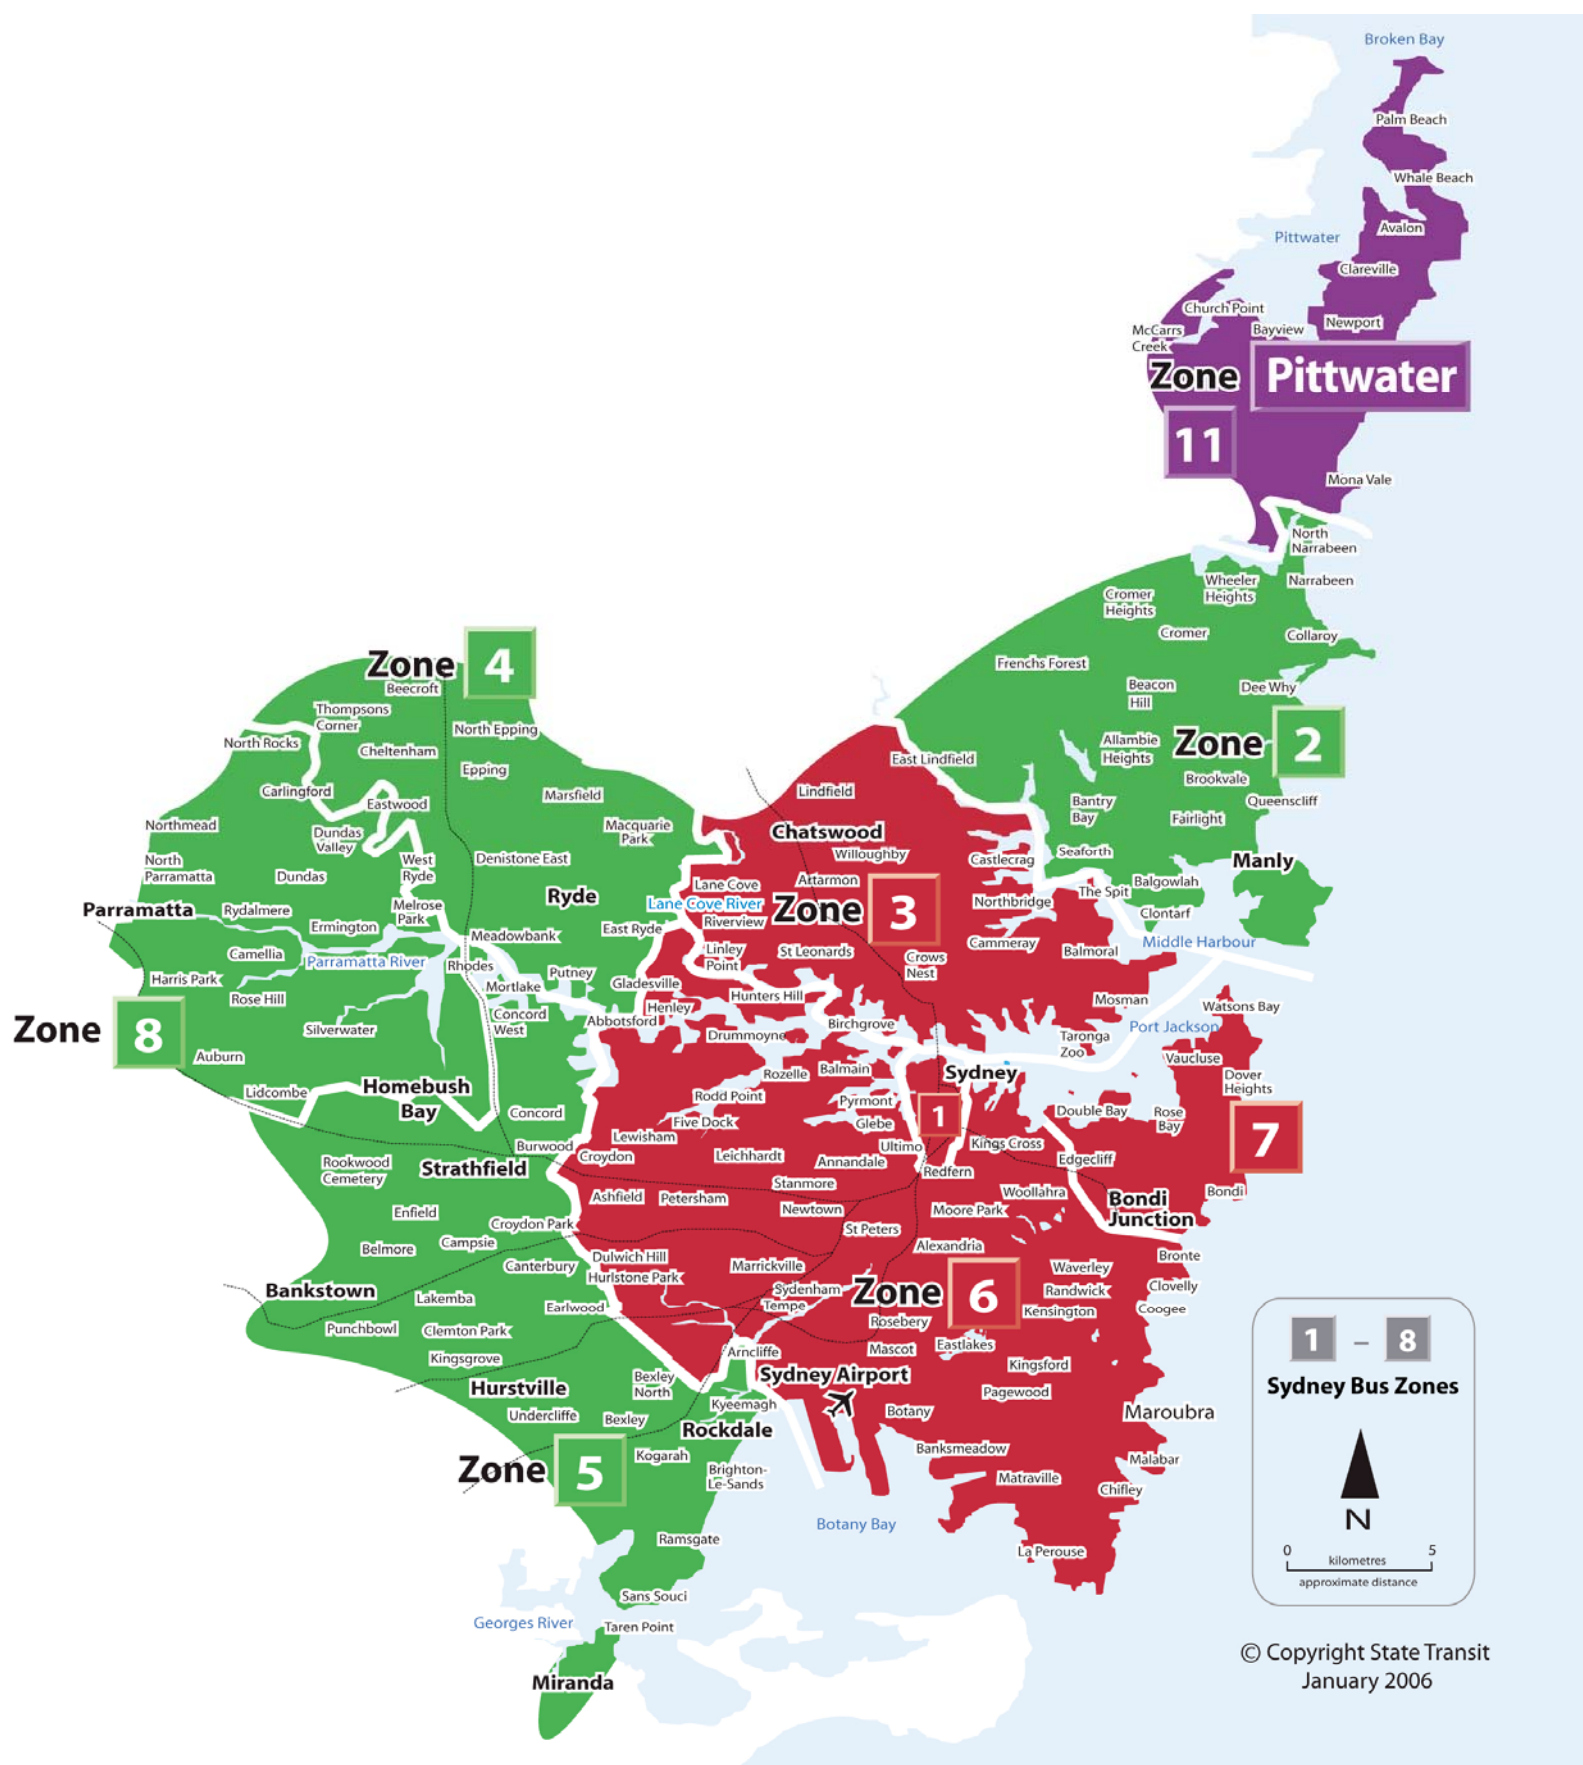 Broken Bay
Palm Beach
Whale Beach
Avalon
Pittwater
Clareville
Church Point
McCarrs
Creek
Bayview
Newport
Zone
Pittwater
11
Mona Vale
North
Narrabeen
Wheeler
Heights
Narrabeen
Cromer
Heights
Cromer
Collaroy
Frenchs Forest
Beacon
Hill
Dee Why
Allambie
Heights
Zone
2
Brookvale
Queenscliff
Bantry
Bay
Fairlight
Seaforth
Manly
Balgowlah
The Spit
Clontarf
Middle Harbour
Zone
4
Beecroft
Thompsons
Corner
North Epping
North Rocks
Cheltenham
Epping
Carlingford
Eastwood
Marsfield
Northmead
Dundas
Valley
Macquarie
Park
North
Parramatta
Dundas
West
Ryde
Denistone East
Ryde
Parramatta
Rydalmere
Melrose
Park
Ermington
Meadowbank
East Ryde
Camellia
Parramatta River
Rhodes
Harris Park
Rose Hill
Mortlake
Putney
Gladesville
Zone
8
Silverwater
Concord
West
Abbotsford
Henley
Auburn
Lidcombe
Homebush
Bay
Concord
Burwood
East Lindfield
Lindfield
Chatswood
Willoughby
Castlecrag
Lane Cove
Artarmon
Lane Cove River
Zone
3
Northbridge
Riverview
Linley
Point
St Leonards
Crows
Nest
Cammeray
Balmoral
Hunters Hill
Mosman
Watsons Bay
Birchgrove
Port Jackson
Drummoyne
Taronga
Zoo
Vaucluse
Rozelle
Balmain
Sydney
Dover
Heights
Rodd Point
Pyrmont
1
Double Bay
Rose
Bay
7
Five Dock
Glebe
Lewisham
Ultimo
Kings Cross
Croydon
Leichhardt
Annandale
Redfern
Edgecliff
Rookwood
Cemetery
Strathfield
Stanmore
Woollahra
Bondi
Ashfield
Petersham
Bondi
Junction
Enfield
Croydon Park
Newtown
Moore Park
St Peters
Belmore
Campsie
Alexandria
Canterbury
Dulwich Hill
Marrickville
Bronte
Hurlstone Park
Waverley
Bankstown
Sydenham
Zone
6
Randwick
Clovelly
Lakemba
Earlwood
Tempe
Kensington
Coogee
Punchbowl
Clemton Park
Rosebery
Kingsgrove
Arncliffe
Mascot
Eastlakes
Hurstville
Bexley
North
Sydney Airport
Kingsford
Pagewood
Undercliffe
Bexley
Kyeemagh
Botany
Maroubra
Rockdale
Zone
5
Kogarah
Brighton-
Le-Sands
Banksmeadow
Malabar
Matraville
Chifley
Botany Bay
Ramsgate
La Perouse
Sans Souci
Georges River
Taren Point
Miranda
1 – 8
Sydney Bus Zones
N
0 5
kilometres
approximate distance
© Copyright State Transit
January 2006